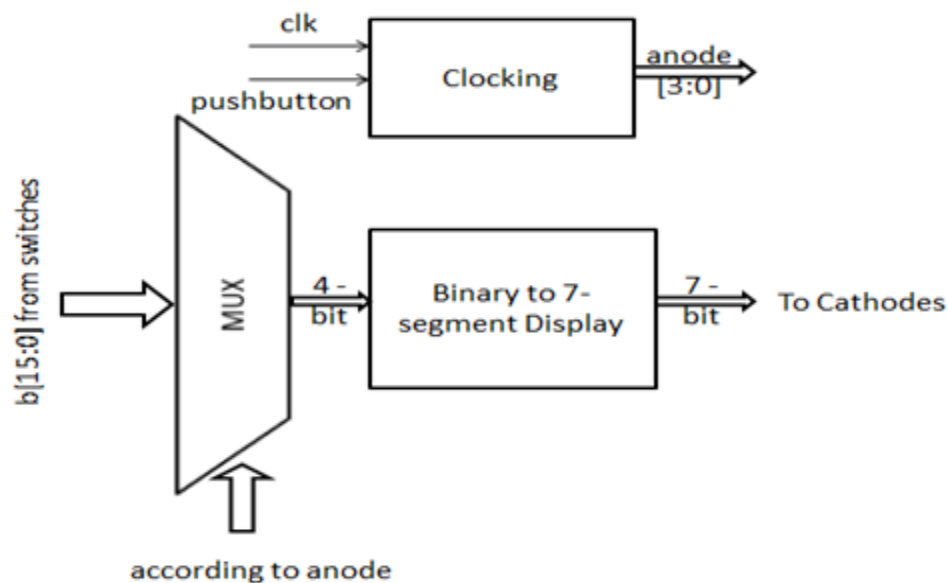 clk
pushbutton
Clocking
anode
[3:0]
b[15:0] from switches
MUX
4 -
bit
Binary to 7-
segment Display
7 -
bit
To Cathodes
according to anode